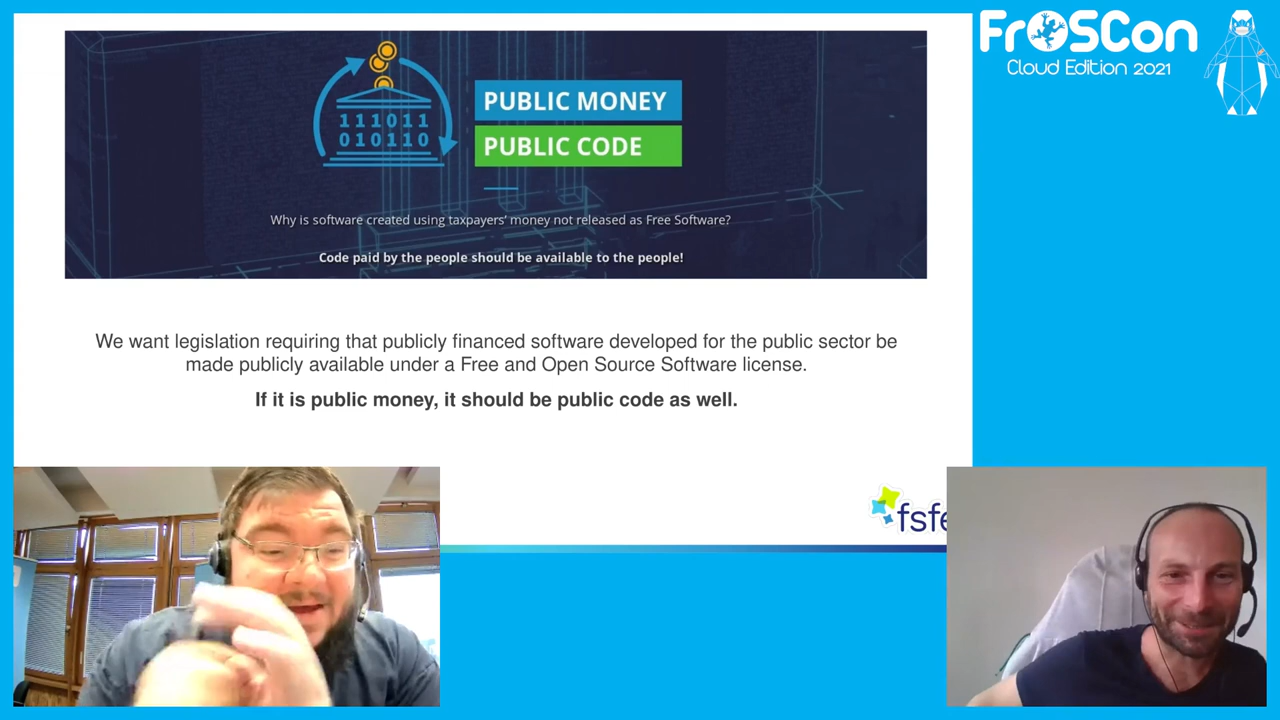 FrOSCon
Cloud Edition 2021
111011
010110
PUBLIC MONEY
PUBLIC CODE
Why is software created using taxpayers' money not released as Free Software?
Code paid by the people should be available to the people!
We want legislation requiring that publicly financed software developed for the public sector be
made publicly available under a Free and Open Source Software license.
If it is public money, it should be public code as well.
fsfe